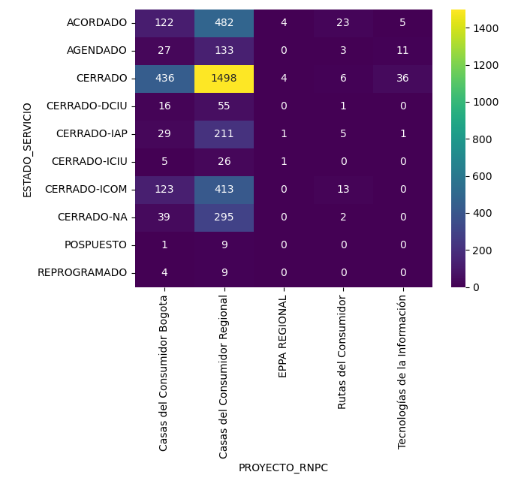 ESTADO_SERVICIO
ACORDADO 122 482 4 23 5
AGENDADO 27 133 0 3 11
CERRADO 436 1498 4 6 36
CERRADO-DCIU 16 55 0 1 0
CERRADO-IAP 29 211 1 5 1
CERRADO-ICIU 5 26 1 0 0
CERRADO-ICOM 123 413 0 13 0
CERRADO-NA 39 295 0 2 0
POSPUESTO 1 9 0 0 0
REPROGRAMADO 4 9 0 0 0
Casas del Consumidor Bogota
Casas del Consumidor Regional
EPPA REGIONAL
Rutas del Consumidor
Tecnologías de la Información
PROYECTO_RNPC
1400
1200
1000
800
600
400
200
0